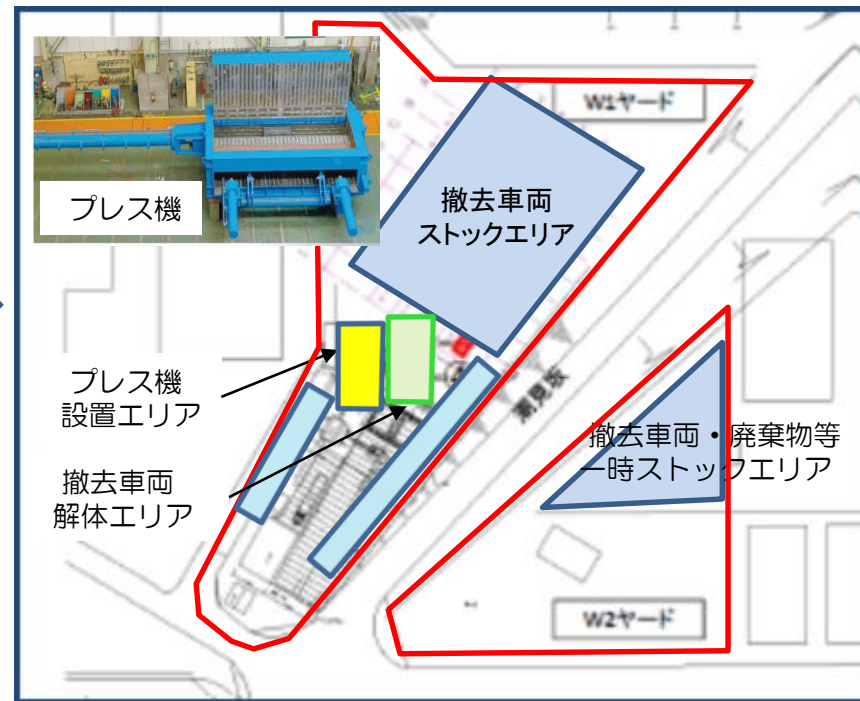 プレス機
W1ヤード
撤去車両
ストックエリア
プレス機
設置エリア
潮見坂
撤去車両・廃棄物等
一時ストックエリア
撤去車両
解体エリア
W2ヤード